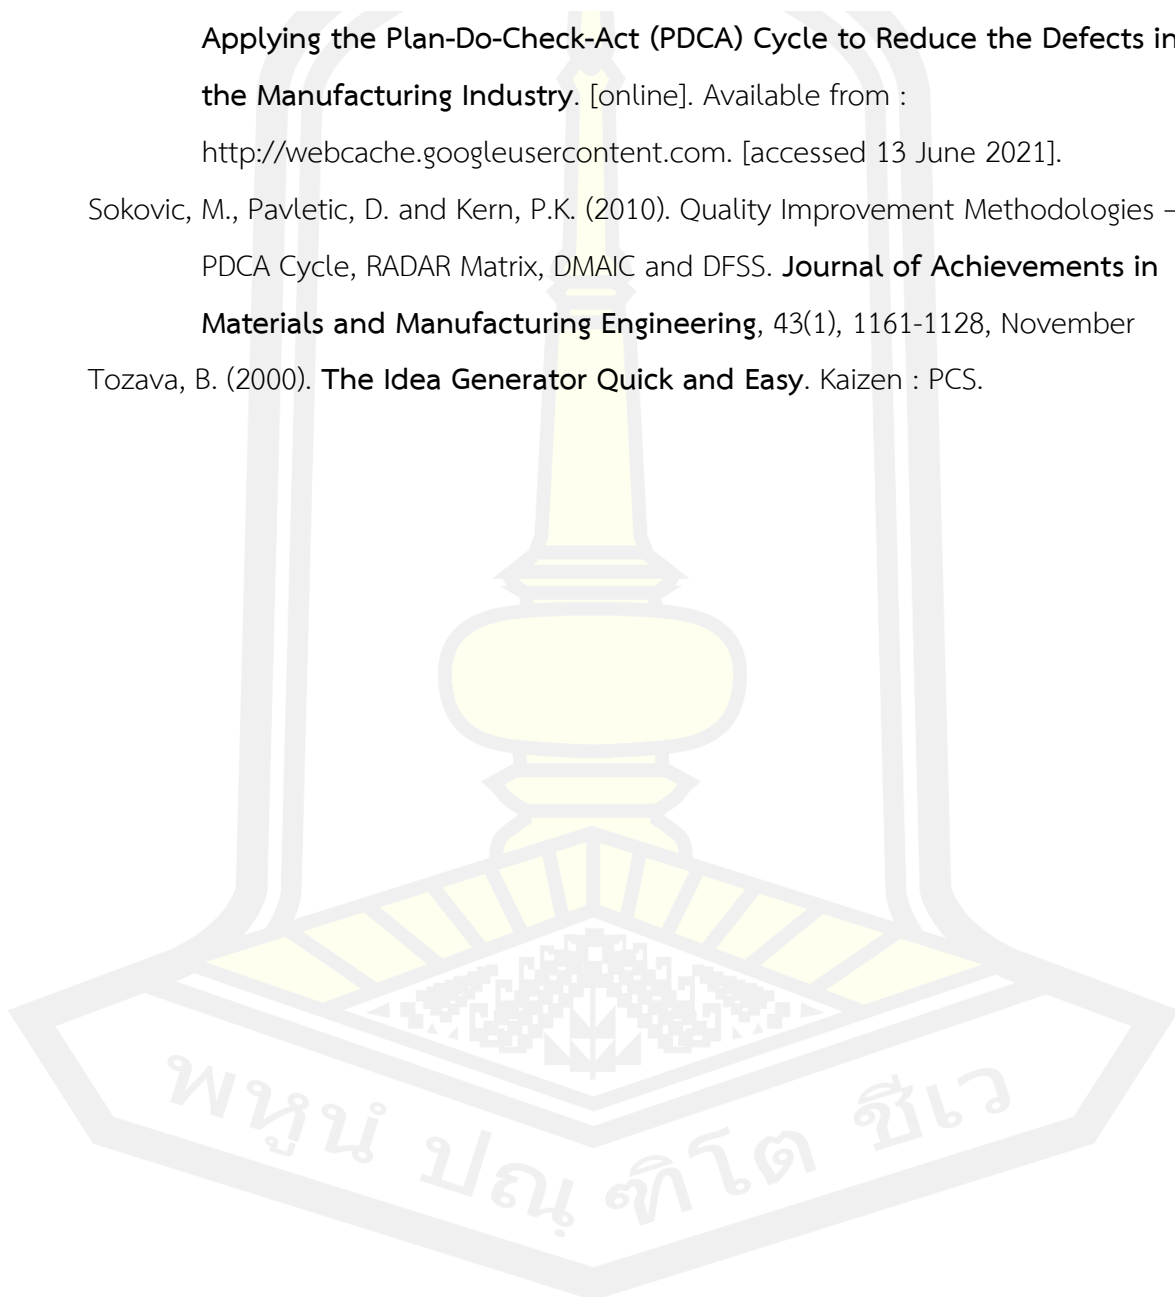 Applying the Plan-Do-Check-Act (PDCA) Cycle to Reduce the Defects in
the Manufacturing Industry. [online]. Available from :
http://webcache.googleusercontent.com. [accessed 13 June 2021].
Sokovic, M., Pavletic, D. and Kern, P.K. (2010). Quality Improvement Methodologies –
PDCA Cycle, RADAR Matrix, DMAIC and DFSS. Journal of Achievements in
Materials and Manufacturing Engineering, 43(1), 1161-1128, November
Tozava, B. (2000). The Idea Generator Quick and Easy. Kaizen : PCS.
พหูนํ ปณฺฑิโต ชีเว